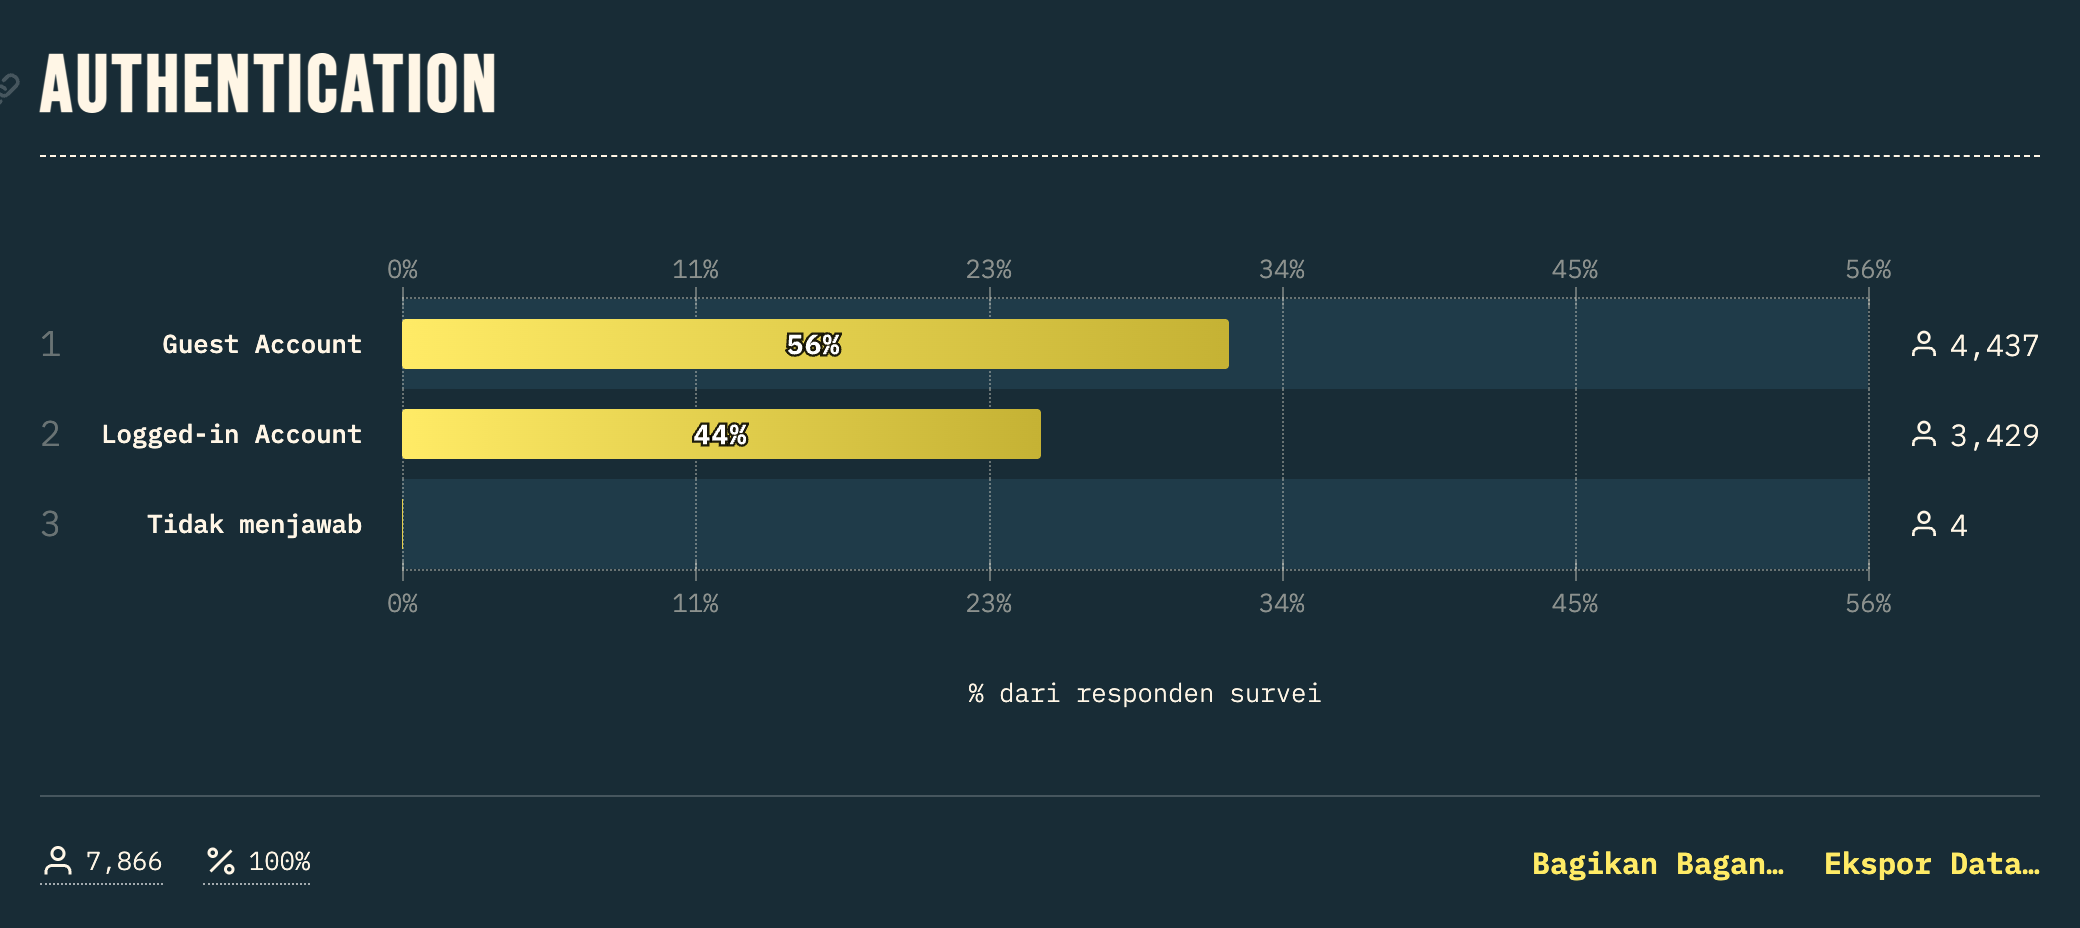 AUTHENTICATION
0% 11% 23% 34% 45% 56%
1 Guest Account 56% 4,437
2 Logged-in Account 44% 3,429
3 Tidak menjawab 4
0% 11% 23% 34% 45% 56%
% dari responden survei
7,866 100% Bagikan Bagan… Ekspor Data…